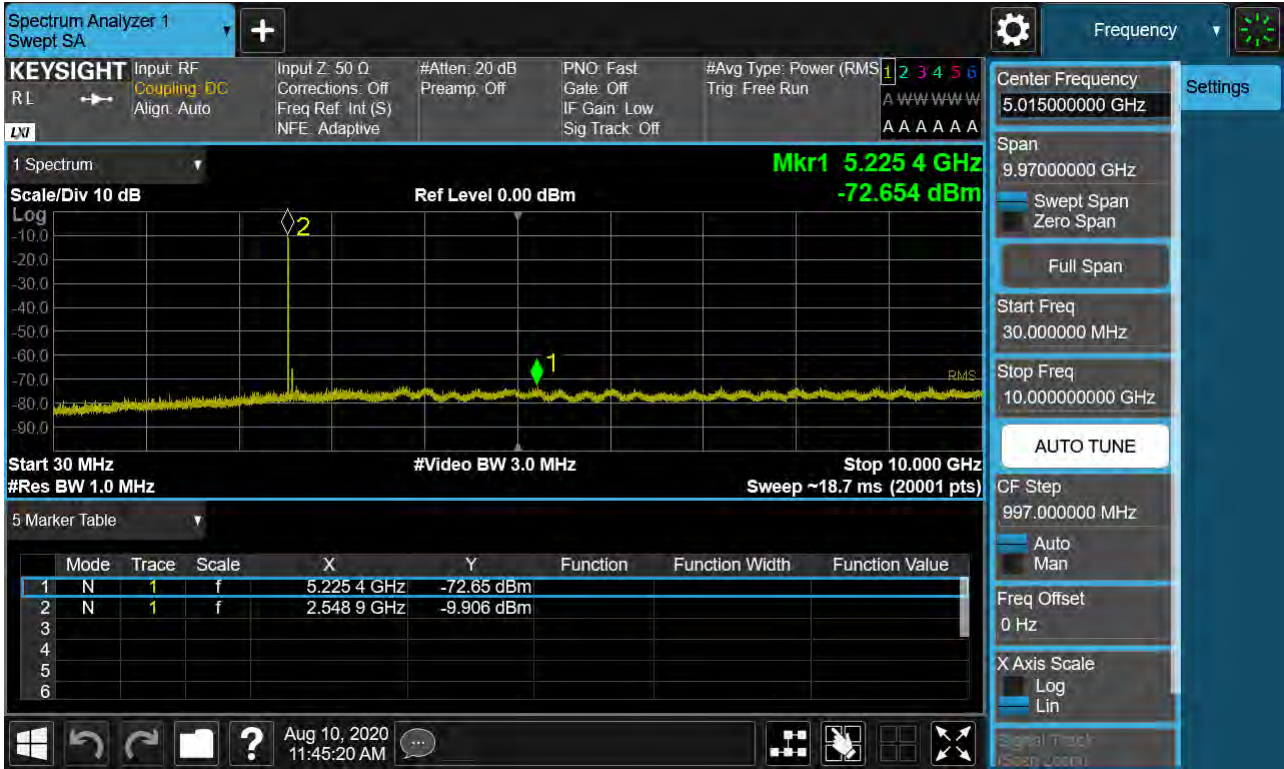 Spectrum Analyzer 1
Swept SA
Frequency
KEYSIGHT
R L
LXI
Input: RF
Coupling: DC
Align: Auto
Input Z: 50 Ω
Corrections: Off
Freq Ref: Int (S)
NFE: Adaptive
#Atten: 20 dB
Preamp: Off
PNO: Fast
Gate: Off
IF Gain: Low
Sig Track: Off
#Avg Type: Power (RMS
Trig: Free Run
1 2 3 4 5 6
A W W W W W
A A A A A A
1 Spectrum
Mkr1 5.225 4 GHz
-72.654 dBm
Scale/Div 10 dB
Ref Level 0.00 dBm
Log
-10.0
-20.0
-30.0
-40.0
-50.0
-60.0
-70.0
-80.0
-90.0
2
1
RMS
Start 30 MHz
#Video BW 3.0 MHz
Stop 10.000 GHz
#Res BW 1.0 MHz
Sweep ~18.7 ms (20001 pts)
5 Marker Table
Mode Trace Scale X Y Function Function Width Function Value
1 N 1 f 5.225 4 GHz -72.65 dBm
2 N 1 f 2.548 9 GHz -9.906 dBm
3
4
5
6
Aug 10, 2020
11:45:20 AM
Center Frequency
5.015000000 GHz
Settings
Span
9.97000000 GHz
Swept Span
Zero Span
Full Span
Start Freq
30.000000 MHz
Stop Freq
10.000000000 GHz
AUTO TUNE
CF Step
997.000000 MHz
Auto
Man
Freq Offset
0 Hz
X Axis Scale
Log
Lin
Signal Track
(Span Zoom)